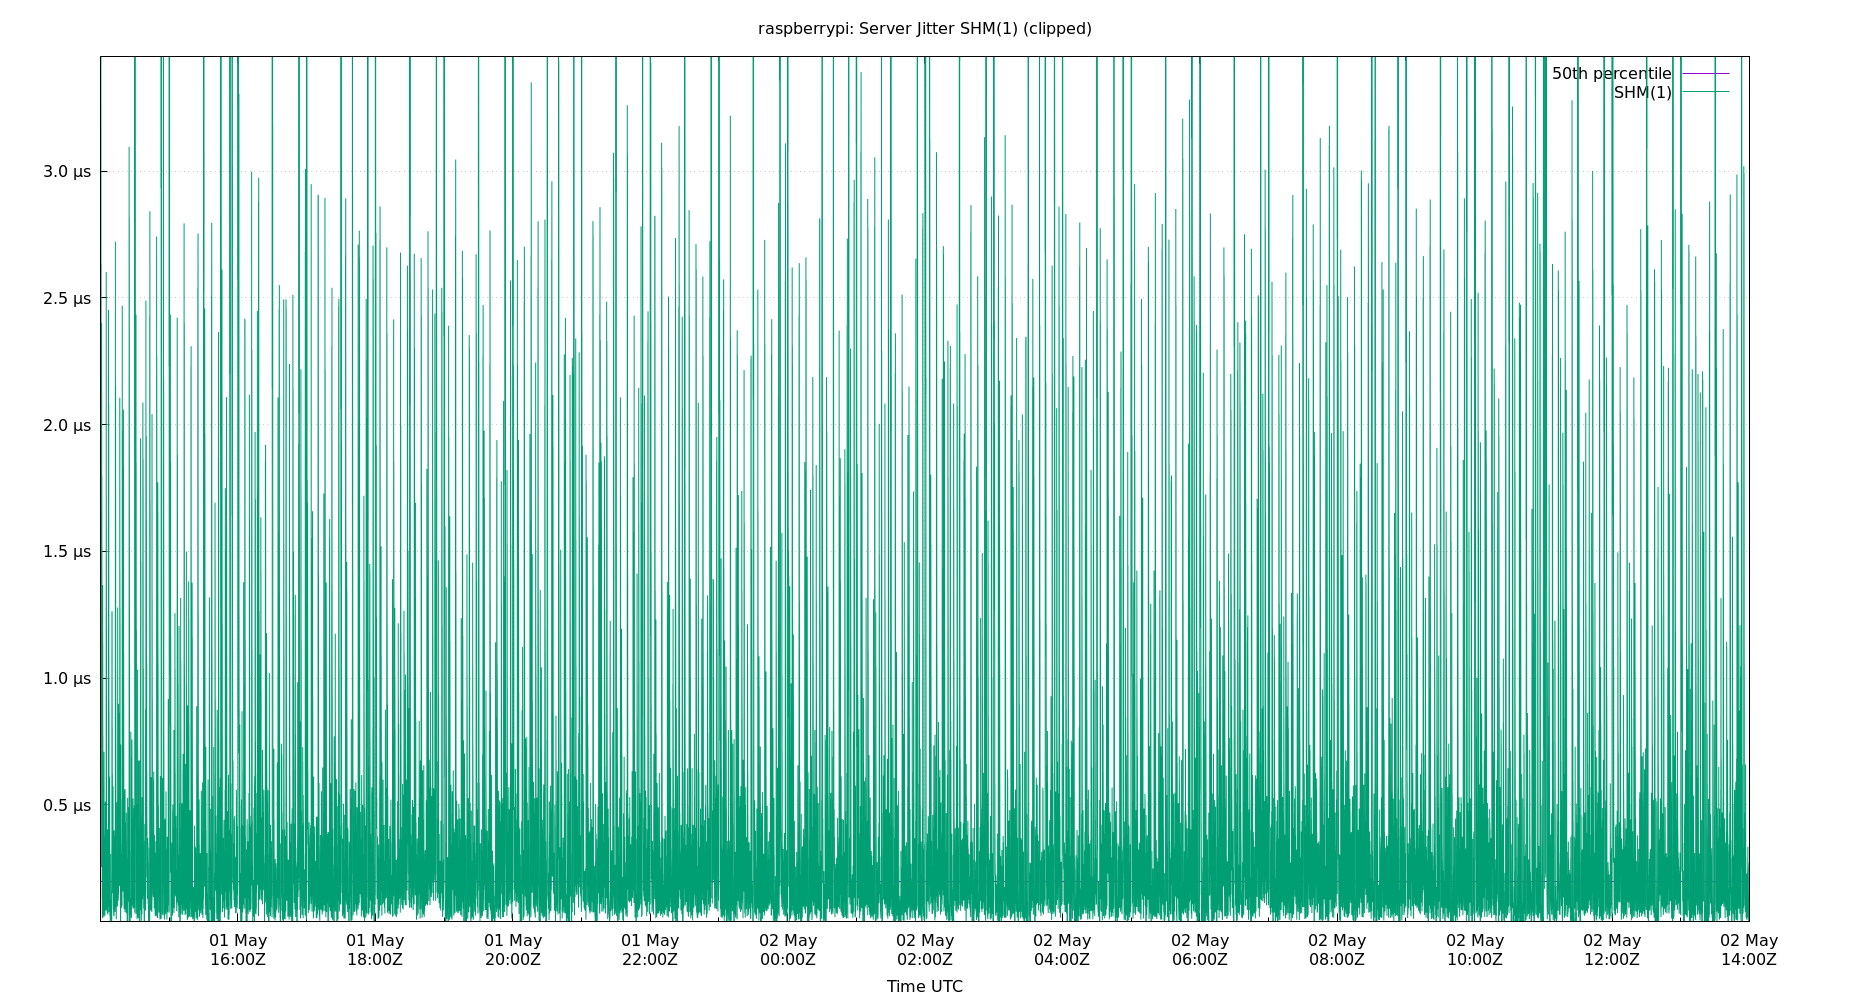 raspberrypi: Server Jitter SHM(1) (clipped)
50th percentile
SHM(1)
3.0 µs
2.5 µs
2.0 µs
1.5 µs
1.0 µs
0.5 µs
01 May 01 May 01 May 01 May 02 May 02 May 02 May 02 May 02 May 02 May 02 May 02 May
16:00Z 18:00Z 20:00Z 22:00Z 00:00Z 02:00Z 04:00Z 06:00Z 08:00Z 10:00Z 12:00Z 14:00Z
Time UTC